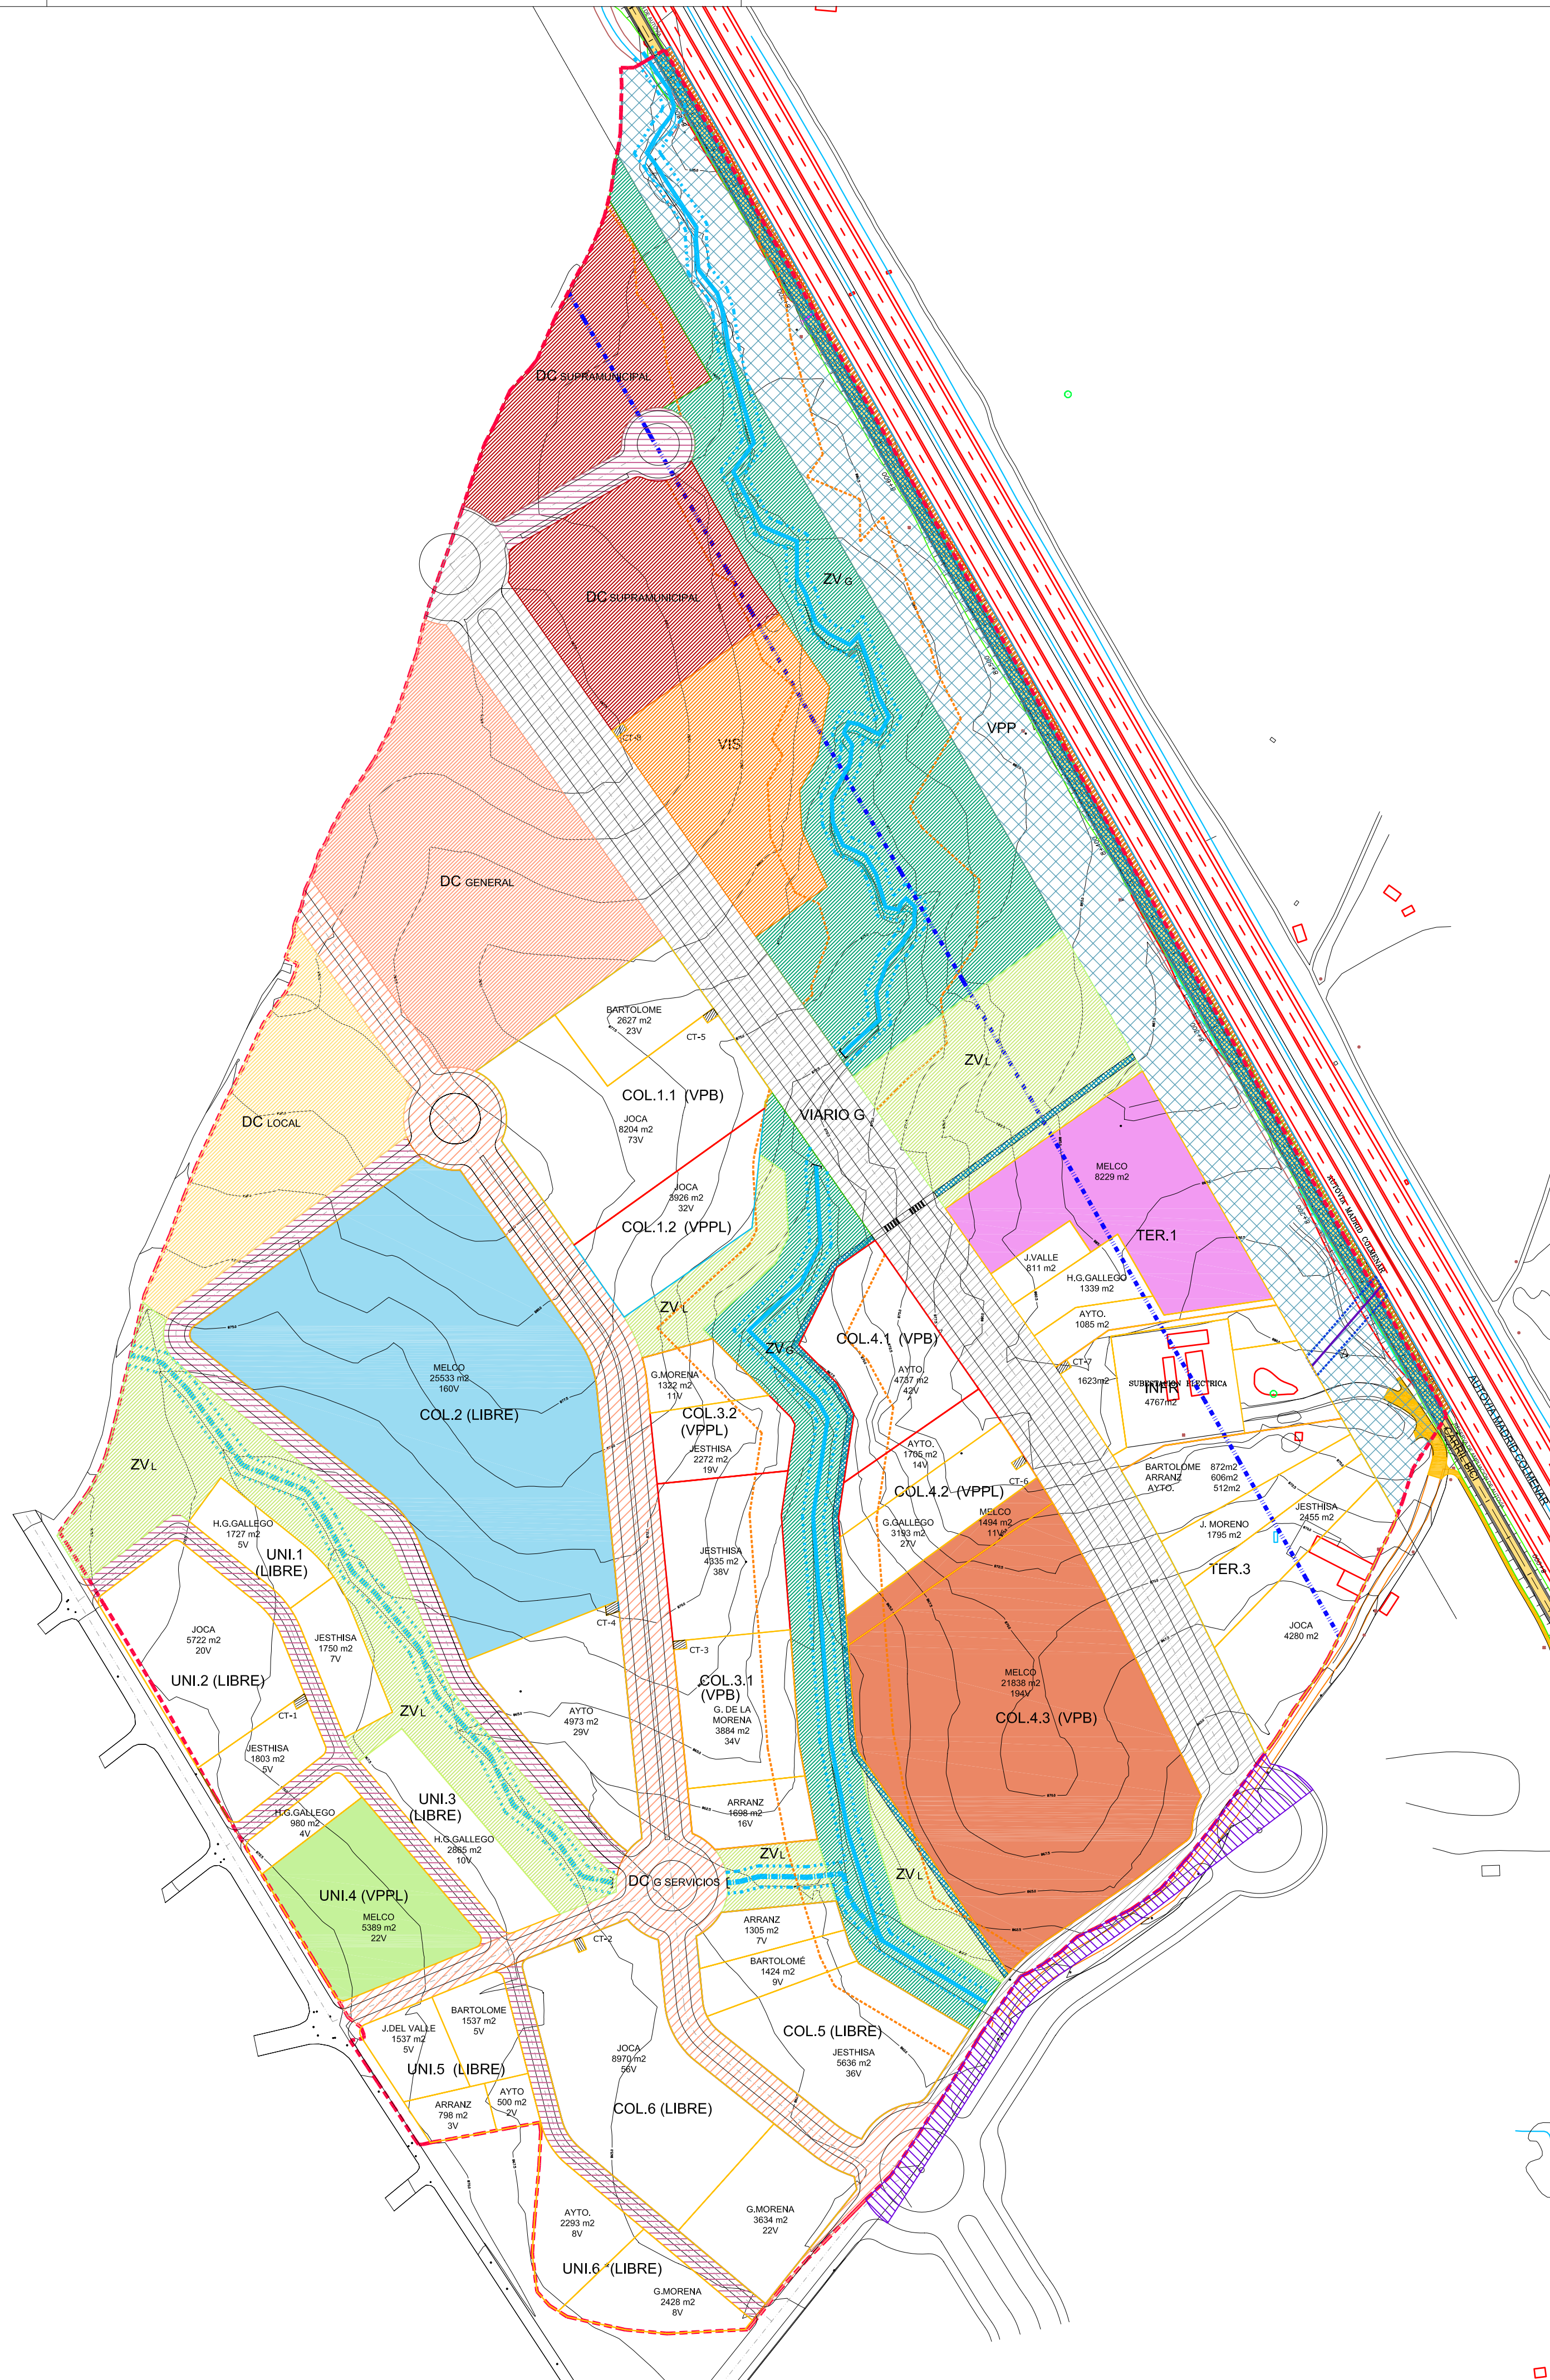 DC SUPRAMUNICIPAL
ZV G
DC SUPRAMUNICIPAL
VPP
CT-8
VIS
DC GENERAL
BARTOLOME
2627 m2
23V
CT-5
ZV L
COL.1.1 (VPB)
VIARIO G
DC LOCAL
JOCA
8204 m2
73V
MELCO
8229 m2
JOCA
3926 m2
32V
COL.1.2 (VPPL)
TER.1
J.VALLE
811 m2
H.G.GALLEGO
1339 m2
AUTOVIA MADRID COLMENAR
ZV L
AYTO.
1085 m2
ZV G
COL.4.1 (VPB)
AYTO.
4737 m2
42V
CT-7
1623m2
SUBESTACION ELECTRICA
INFR
4767m2
MELCO
25533 m2
160V
COL.2 (LIBRE)
G.MORENA
1322 m2
11V
COL.3.2
(VPPL)
JESTHISA
2272 m2
19V
AUTOVIA MADRID COLMENAR
CARRIL BICI
AYTO.
1705 m2
14V
CT-6
COL.4.2 (VPPL)
ZV L
BARTOLOME 872m2
ARRANZ 606m2
AYTO. 512m2
JESTHISA
2455 m2
J. MORENO
1795 m2
MELCO
1494 m2
11V
G.GALLEGO
3193 m2
27V
H.G.GALLEGO
1727 m2
5V
UNI.1
(LIBRE)
JESTHISA
4335 m2
38V
TER.3
CT-4
JOCA
4280 m2
JOCA
5722 m2
20V
JESTHISA
1750 m2
7V
CT-3
UNI.2 (LIBRE)
COL.3.1
(VPB)
G. DE LA
MORENA
3884 m2
34V
MELCO
21838 m2
194V
COL.4.3 (VPB)
ZV L
CT-1
AYTO
4973 m2
29V
JESTHISA
1803 m2
5V
UNI.3
(LIBRE)
ARRANZ
1698 m2
16V
H.G.GALLEGO
980 m2
4V
H.G.GALLEGO
2865 m2
10V
ZV L
ZV L
DC G SERVICIOS
UNI.4 (VPPL)
MELCO
5389 m2
22V
CT-2
ARRANZ
1305 m2
7V
BARTOLOMÉ
1424 m2
9V
BARTOLOME
1537 m2
5V
J.DEL VALLE
1537 m2
5V
COL.5 (LIBRE)
JESTHISA
5636 m2
36V
UNI.5 (LIBRE)
JOCA
8970 m2
56V
AYTO
500 m2
2V
ARRANZ
798 m2
3V
COL.6 (LIBRE)
G.MORENA
3634 m2
22V
AYTO.
2293 m2
8V
UNI.6 (LIBRE)
G.MORENA
2428 m2
8V